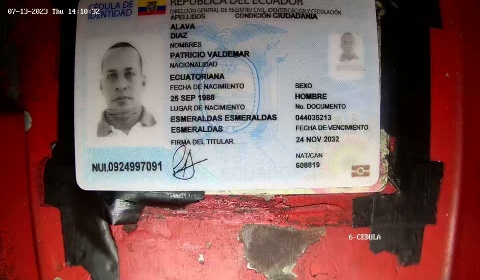 07-13-2023 Thu 14:10:32
CÉDULA DE
IDENTIDAD
REPÚBLICA DEL ECUADOR
DIRECCIÓN GENERAL DE REGISTRO CIVIL, IDENTIFICACIÓN Y CEDULACIÓN
APELLIDOS
CONDICIÓN CIUDADANÍA
ALAVA
DIAZ
NOMBRES
PATRICIO VALDEMAR
NACIONALIDAD
ECUATORIANA
FECHA DE NACIMIENTO
25 SEP 1988
LUGAR DE NACIMIENTO
ESMERALDAS ESMERALDAS
ESMERALDAS
FIRMA DEL TITULAR
SEXO
HOMBRE
No. DOCUMENTO
044035213
FECHA DE VENCIMIENTO
24 NOV 2032
NAT/CAN
608819
NUI.0924997091
6-CEDULA